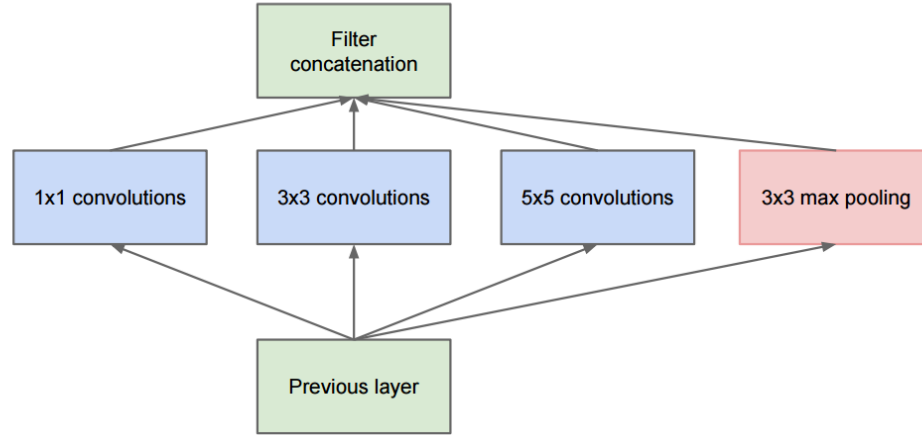 Filter
concatenation
1x1 convolutions
3x3 convolutions
5x5 convolutions
3x3 max pooling
Previous layer